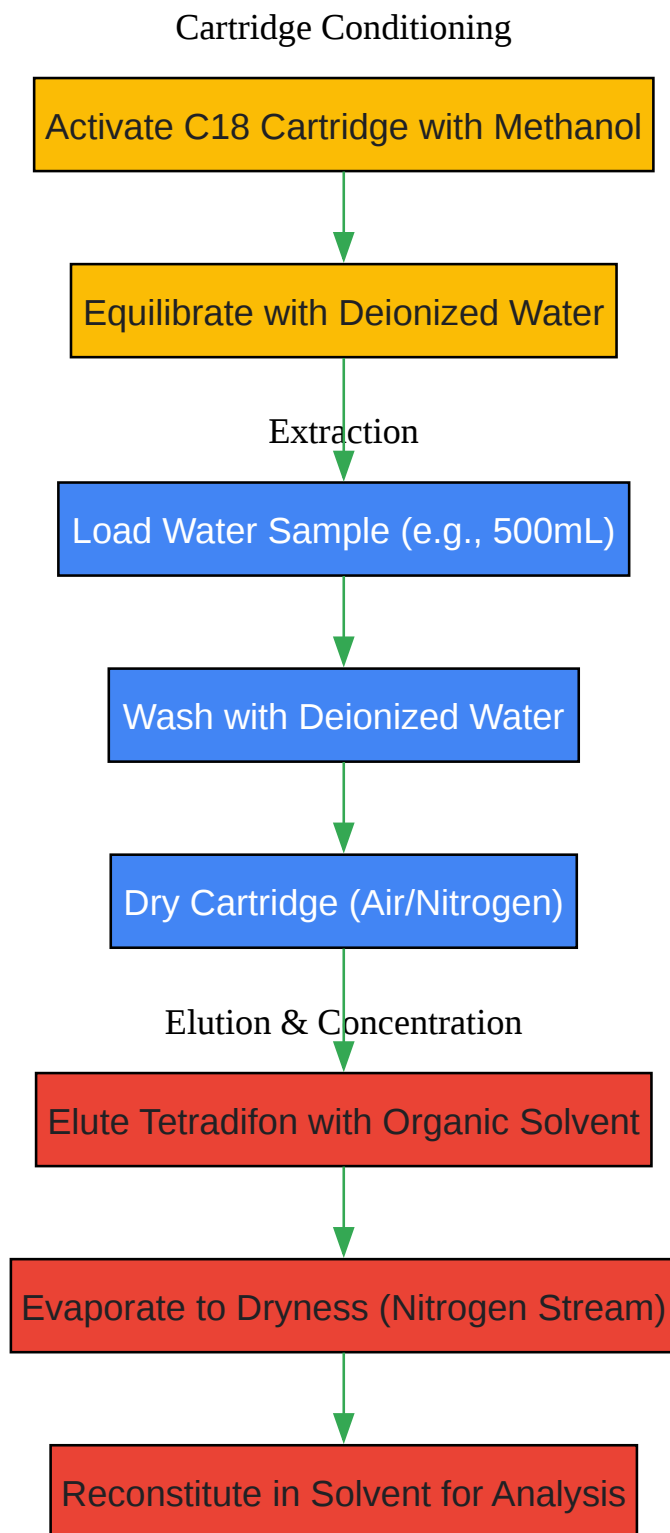 Cartridge Conditioning
Activate C18 Cartridge with Methanol
Equilibrate with Deionized Water
Extraction
Load Water Sample (e.g., 500mL)
Wash with Deionized Water
Dry Cartridge (Air/Nitrogen)
Elution & Concentration
Elute Tetradifon with Organic Solvent
Evaporate to Dryness (Nitrogen Stream)
Reconstitute in Solvent for Analysis